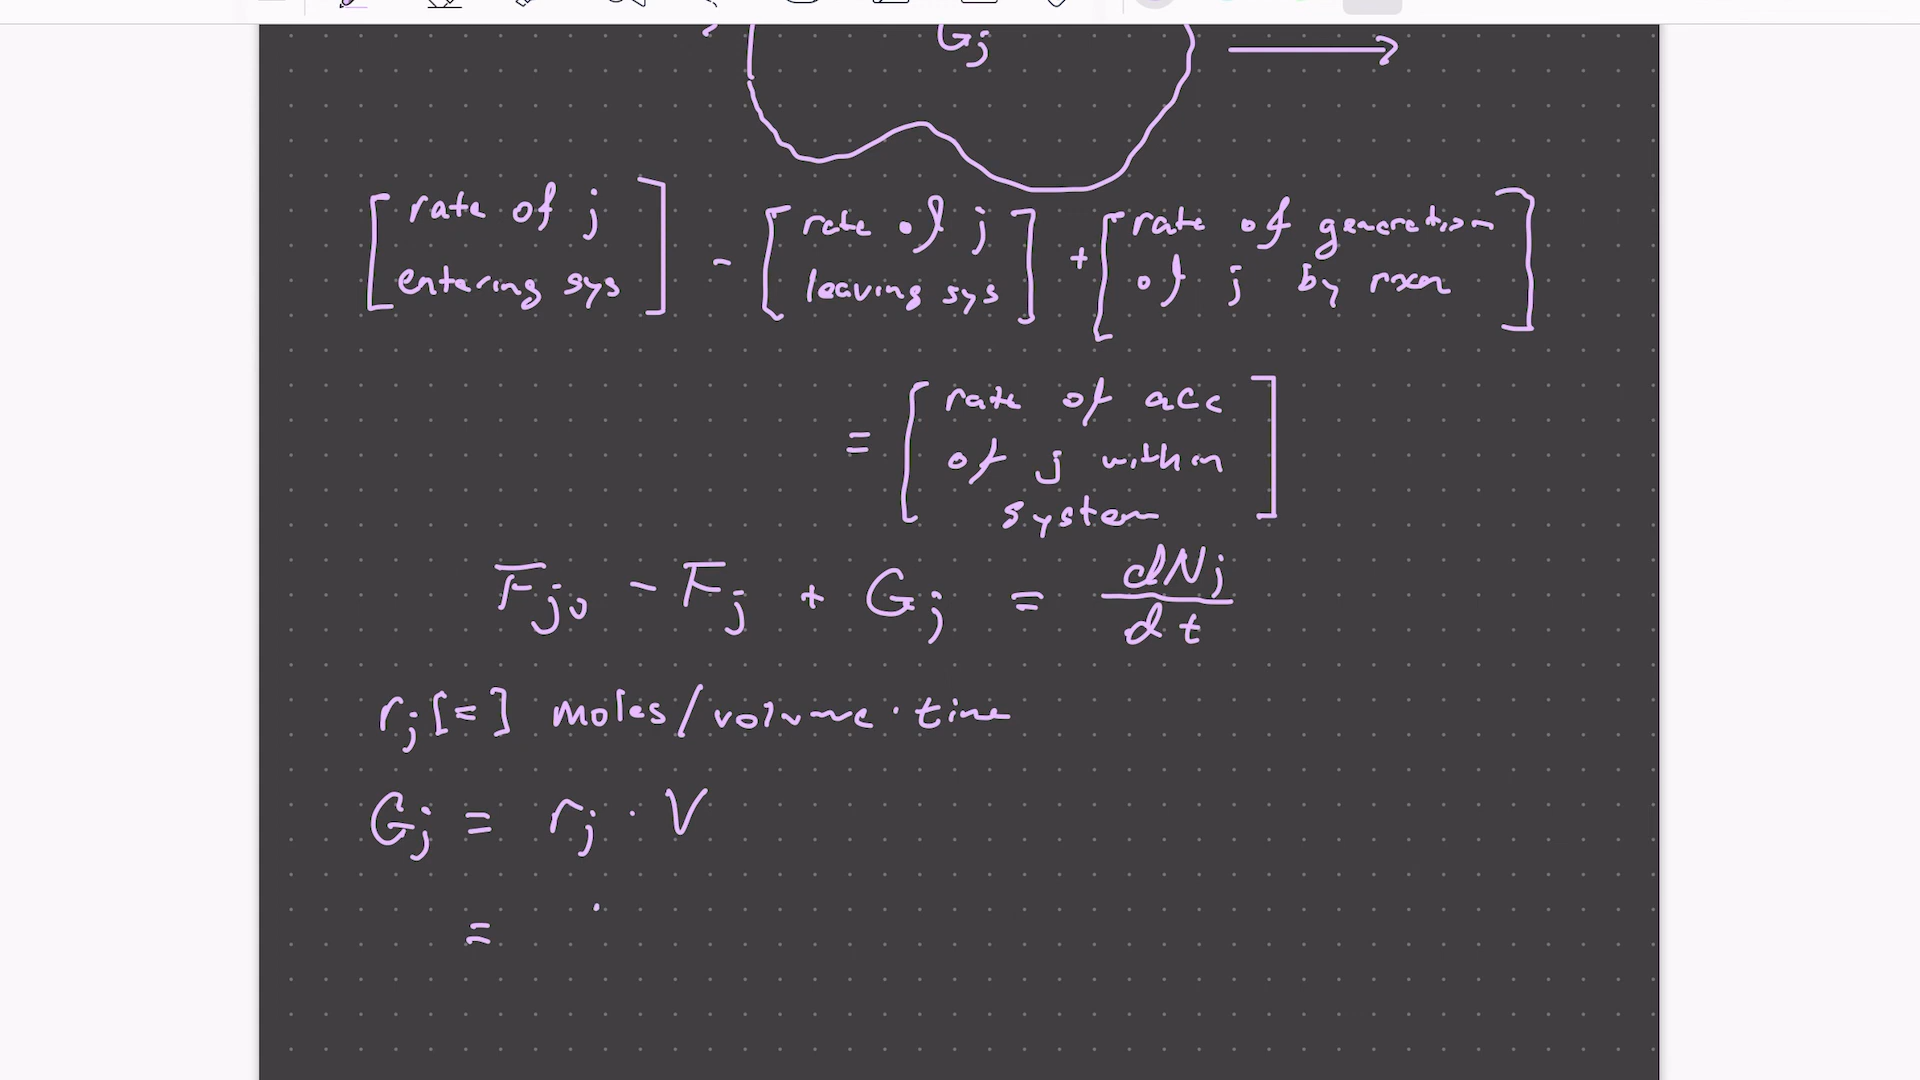 Gj
[rate of j entering sys] - [rate of j leaving sys] + [rate of generation of j by rxn]
= [rate of acc of j within system]
Fj0 - Fj + Gj = dNj/dt
rj [=] moles/volume·time
Gj = rj · V
=